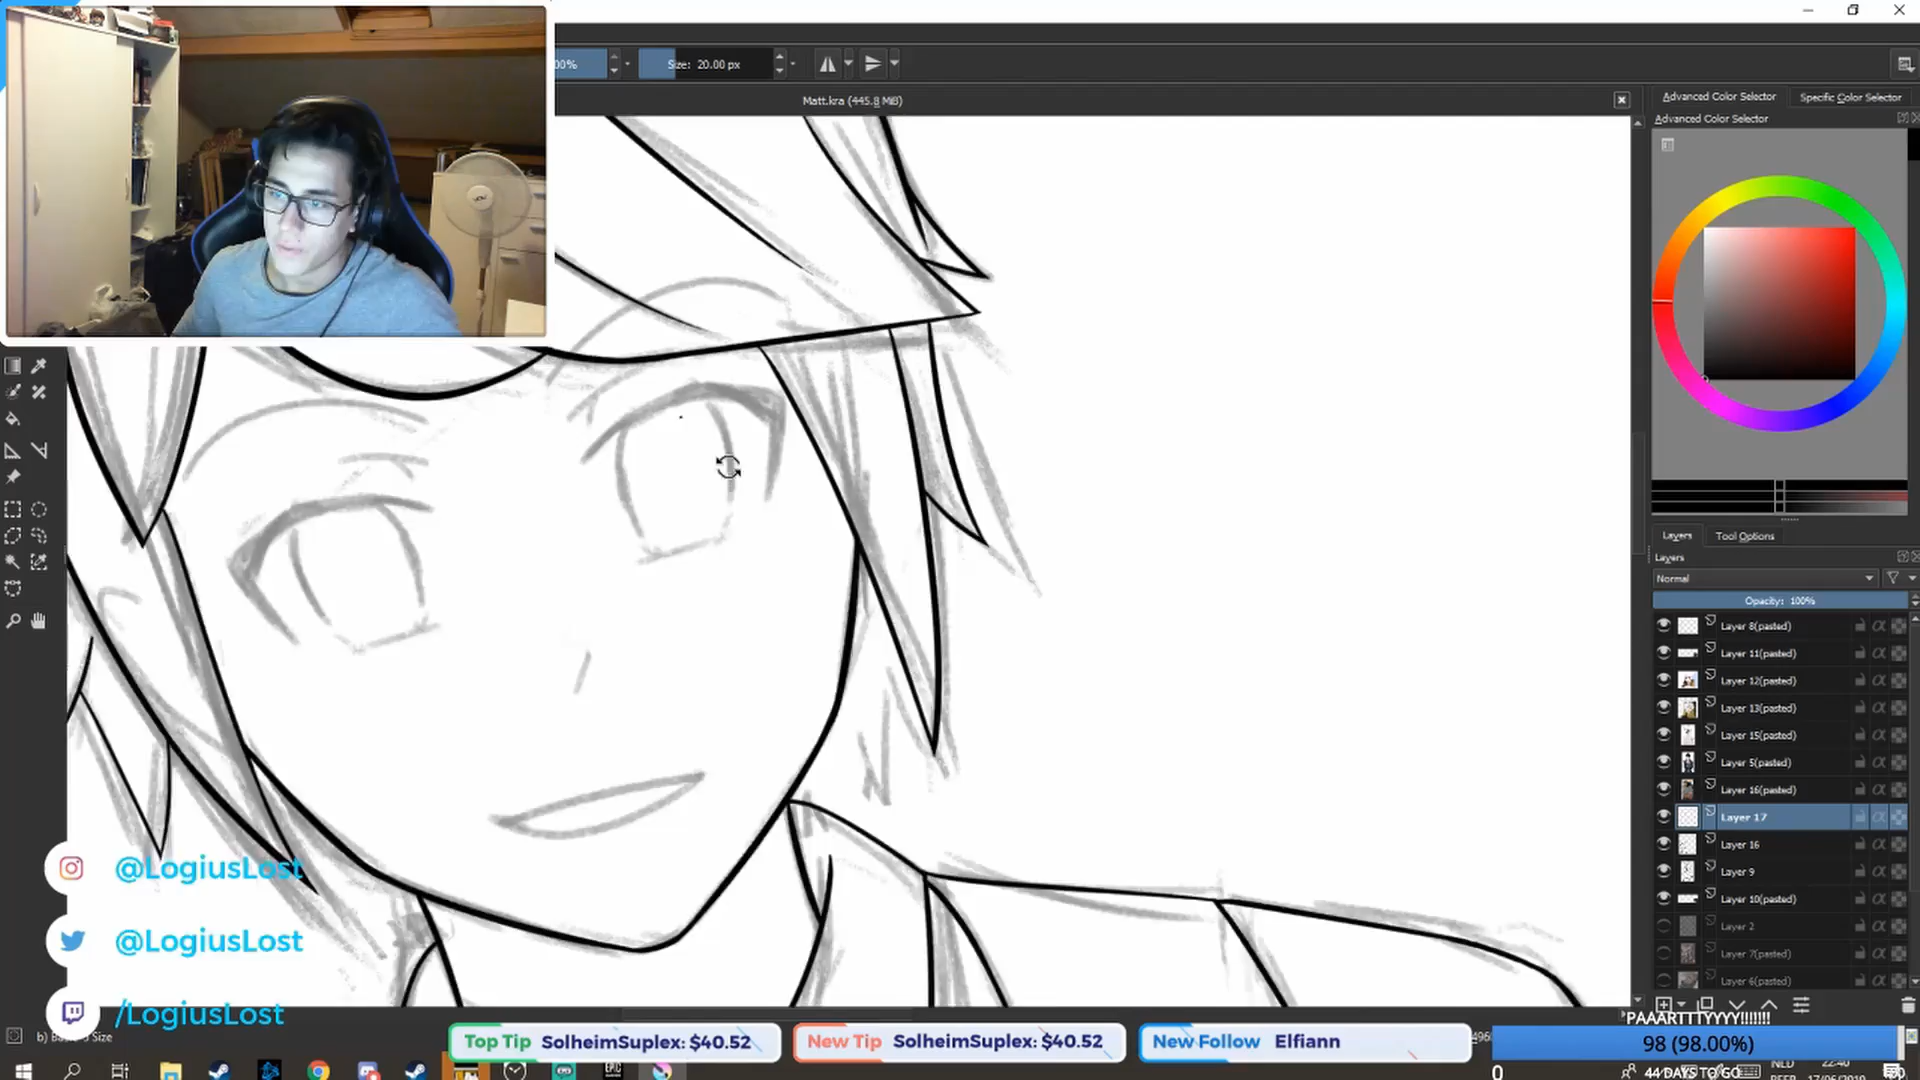 Size: 20.00 px
Matt.kra (445.8 MiB)
Advanced Color Selector
Specific Color Selector
Advanced Color Selector
Layers
Tool Options
Layers
Normal
Opacity: 100%
Layer 8(pasted)
Layer 11(pasted)
Layer 12(pasted)
Layer 13(pasted)
Layer 15(pasted)
Layer 5(pasted)
Layer 16(pasted)
Layer 17
Layer 16
Layer 9
Layer 10(pasted)
Layer 2
Layer 7(pasted)
Layer 6(pasted)
@LogiusLost
@LogiusLost
/LogiusLost
Top Tip SolheimSuplex: $40.52
New Tip SolheimSuplex: $40.52
New Follow Elfiann
PAAARTTTYYYY!!!!!!!
98 (98.00%)
0
44 DAYS TO GO
NLD
22:40